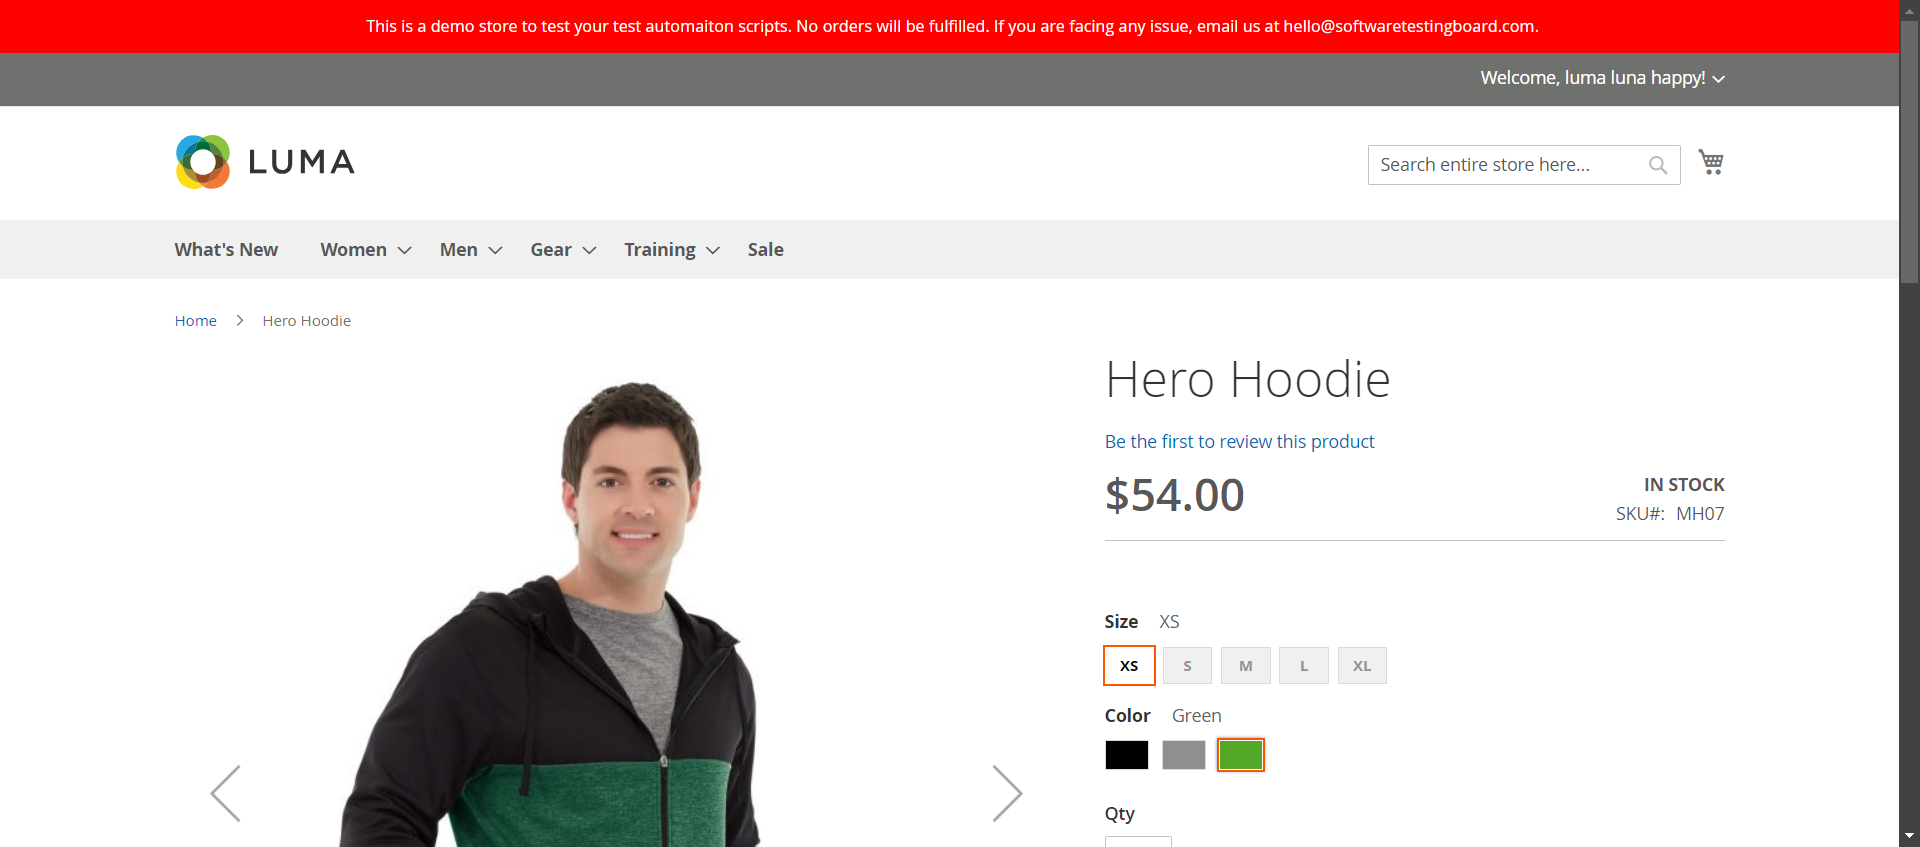 This is a demo store to test your test automaiton scripts. No orders will be fulfilled. If you are facing any issue, email us at hello@softwaretestingboard.com.
Welcome, luma luna happy!
LUMA
Search entire store here...
What's New Women Men Gear Training Sale
Home Hero Hoodie
Hero Hoodie
Be the first to review this product
$54.00
IN STOCK
SKU#: MH07
Size XS
XS S M L XL
Color Green
Qty